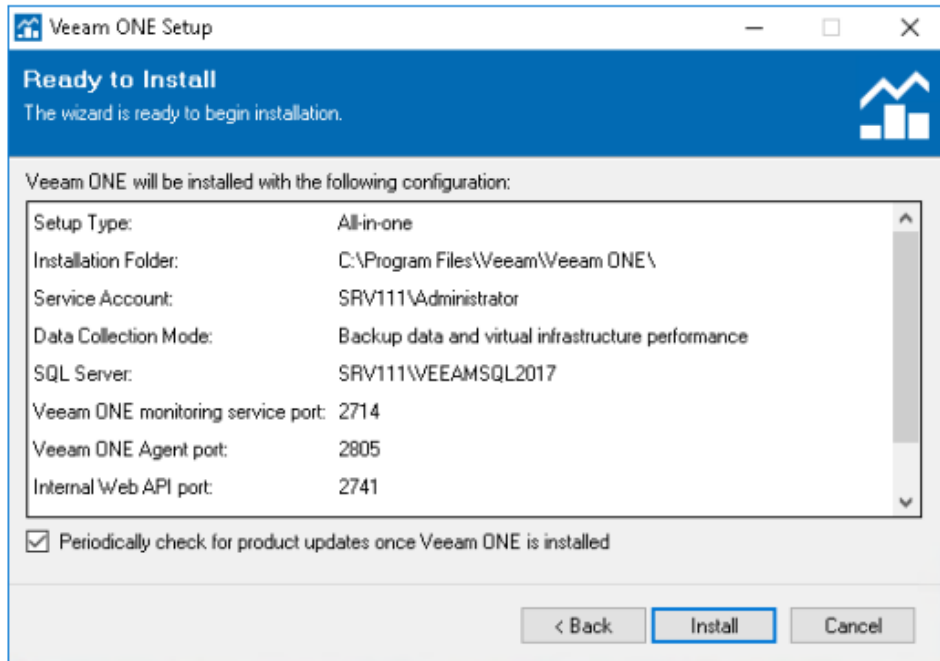 Veeam ONE Setup
Ready to Install
The wizard is ready to begin installation.
Veeam ONE will be installed with the following configuration:
Setup Type: All-in-one
Installation Folder: C:\Program Files\Veeam\Veeam ONE\
Service Account: SRV111\Administrator
Data Collection Mode: Backup data and virtual infrastructure performance
SQL Server: SRV111\VEEAMSQL2017
Veeam ONE monitoring service port: 2714
Veeam ONE Agent port: 2805
Internal Web API port: 2741
Periodically check for product updates once Veeam ONE is installed
< Back Install Cancel